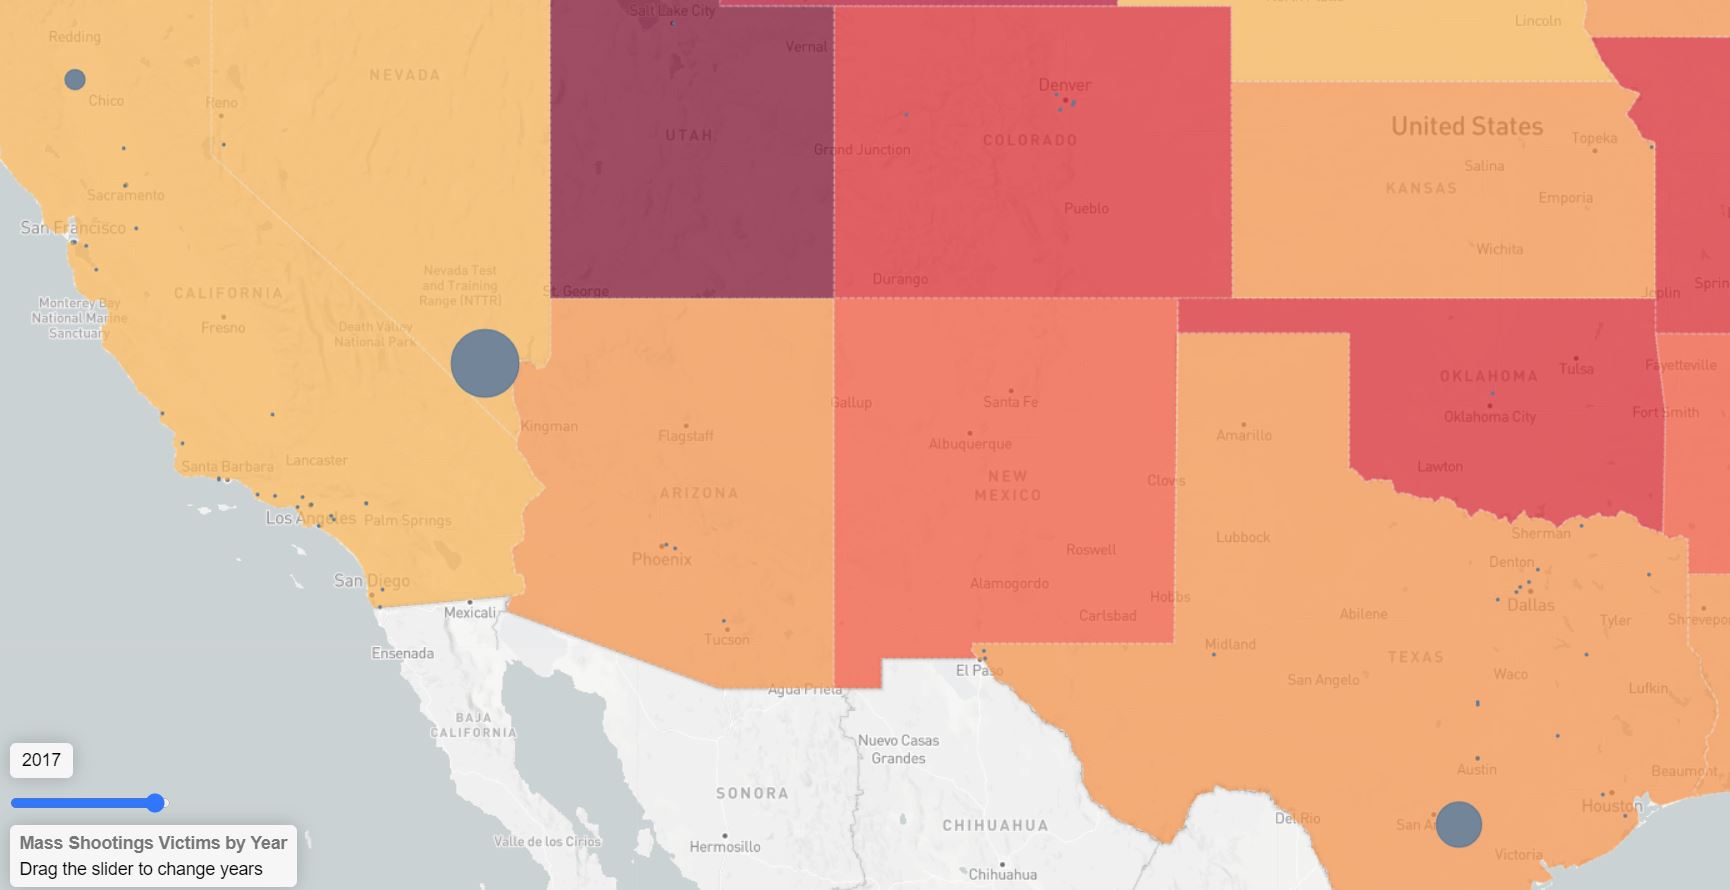 Salt Lake City
Lincoln
Redding
Vernal
NEVADA
Denver
Chico
Reno
United States
UTAH
Grand Junction
COLORADO
Topeka
Salina
KANSAS
Sacramento
Emporia
Pueblo
San Francisco
Wichita
Nevada Test
and Training
Range (NTTR)
Durango
St. George
Joplin
Sprin
CALIFORNIA
Monterey Bay
National Marine
Sanctuary
Fresno
Death Valley
National Park
Fayetteville
OKLAHOMA
Tulsa
Gallup
Santa Fe
Oklahoma City
Fort Smith
Kingman
Flagstaff
Albuquerque
Amarillo
Santa Barbara
Lancaster
Lawton
NEW
MEXICO
Clovis
ARIZONA
Los Angeles
Palm Springs
Lubbock
Sherman
Phoenix
Roswell
Denton
San Diego
Alamogordo
Hobbs
Dallas
Mexicali
Carlsbad
Abilene
Tyler
Shrevepor
Tucson
Midland
Ensenada
El Paso
TEXAS
Waco
San Angelo
Lufkin
Agua Prieta
BAJA
CALIFORNIA
Nuevo Casas
Grandes
2017
Austin
Beaumont
SONORA
Houston
Del Rio
San A
CHIHUAHUA
Mass Shootings Victims by Year
Drag the slider to change years
Valle de los Cirios
Hermosillo
Victoria
Chihuahua